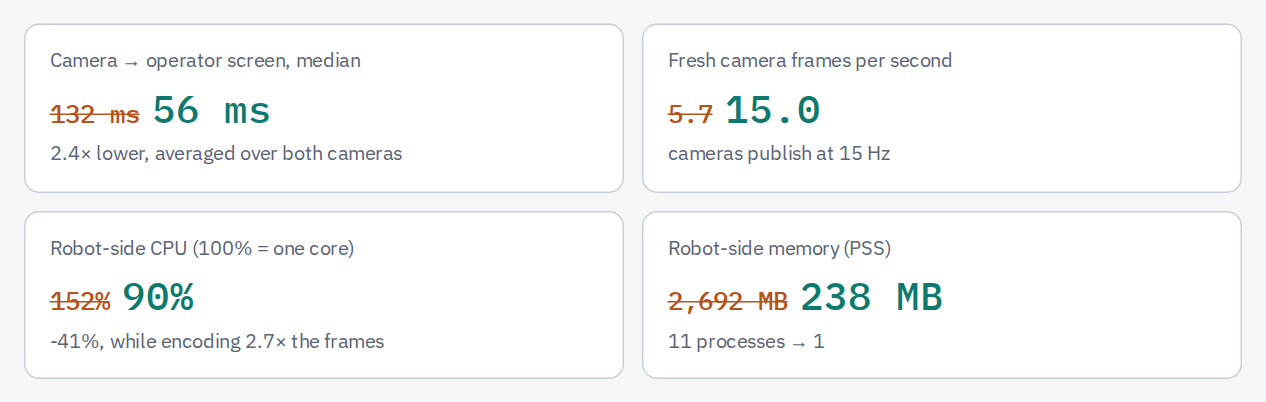 Camera → operator screen, median
132 ms 56 ms
2.4× lower, averaged over both cameras
Fresh camera frames per second
5.7 15.0
cameras publish at 15 Hz
Robot-side CPU (100% = one core)
152% 90%
-41%, while encoding 2.7× the frames
Robot-side memory (PSS)
2,692 MB 238 MB
11 processes → 1